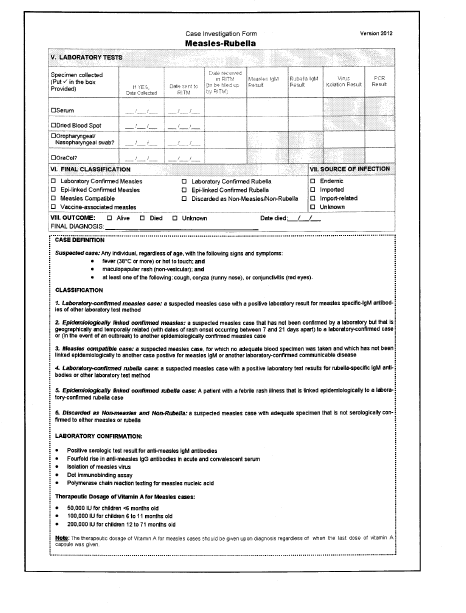 Case Investigation Form
Version 2012
Measles-Rubella
V. LABORATORY TESTS
Specimen collected
(Put ✓ in the box
Provided)
If YES,
Date Collected
Date sent to
RITM
Date received
in RITM
(to be filled up
by RITM)
Measles IgM
Result
Rubella IgM
Result
Virus
Isolation Result
PCR
Result
☐Serum
__/__/__ __/__/__
☐Dried Blood Spot
__/__/__ __/__/__
☐Oropharyngeal/
Nasopharyngeal swab?
__/__/__ __/__/__
☐OraCol?
__/__/__ __/__/__
VI. FINAL CLASSIFICATION
VII. SOURCE OF INFECTION
☐ Laboratory Confirmed Measles
☐ Laboratory Confirmed Rubella
☐ Endemic
☐ Epi-linked Confirmed Measles
☐ Epi-linked Confirmed Rubella
☐ Imported
☐ Measles Compatible
☐ Discarded as Non-Measles/Non-Rubella
☐ Import-related
☐ Vaccine-associated measles
☐ Unknown
VIII. OUTCOME: ☐ Alive ☐ Died ☐ Unknown Date died:__/__/__
FINAL DIAGNOSIS:
CASE DEFINITION
Suspected case: Any individual, regardless of age, with the following signs and symptoms:
• fever (38°C or more) or hot to touch; and
• maculopapular rash (non-vesicular); and
• at least one of the following: cough, coryza (runny nose), or conjunctivitis (red eyes).
CLASSIFICATION
1. Laboratory-confirmed measles case: a suspected measles case with a positive laboratory result for measles specific-IgM antibod-
ies of other laboratory test method
2. Epidemiologically linked confirmed measles: a suspected measles case that has not been confirmed by a laboratory but that is
geographically and temporally related (with dates of rash onset occurring between 7 and 21 days apart) to a laboratory-confirmed case
or (in the event of an outbreak) to another epidemiologically confirmed measles case
3. Measles compatible case: a suspected measles case, for which no adequate blood specimen was taken and which has not been
linked epidemiologically to another case positive for measles IgM or another laboratory-confirmed communicable disease
4. Laboratory-confirmed rubella case: a suspected measles case with a positive laboratory test results for rubella-specific IgM anti-
bodies or other laboratory test method
5. Epidemiologically linked confirmed rubella case: A patient with a febrile rash illness that is linked epidemiologically to a labora-
tory-confirmed rubella case
6. Discarded as Non-measles and Non-Rubella: a suspected measles case with adequate specimen that is not serologically con-
firmed to either measles or rubella
LABORATORY CONFIRMATION:
• Positive serologic test result for anti-measles IgM antibodies
• Fourfold rise in anti-measles IgG antibodies in acute and convalescent serum
• Isolation of measles virus
• Dot immunobinding assay
• Polymerase chain reaction testing for measles nucleic acid
Therapeutic Dosage of Vitamin A for Measles cases:
• 50,000 IU for children <6 months old
• 100,000 IU for children 6 to 11 months old
• 200,000 IU for children 12 to 71 months old
Note: The therapeutic dosage of Vitamin A for measles cases should be given upon diagnosis regardless of when the last dose of vitamin A
capsule was given